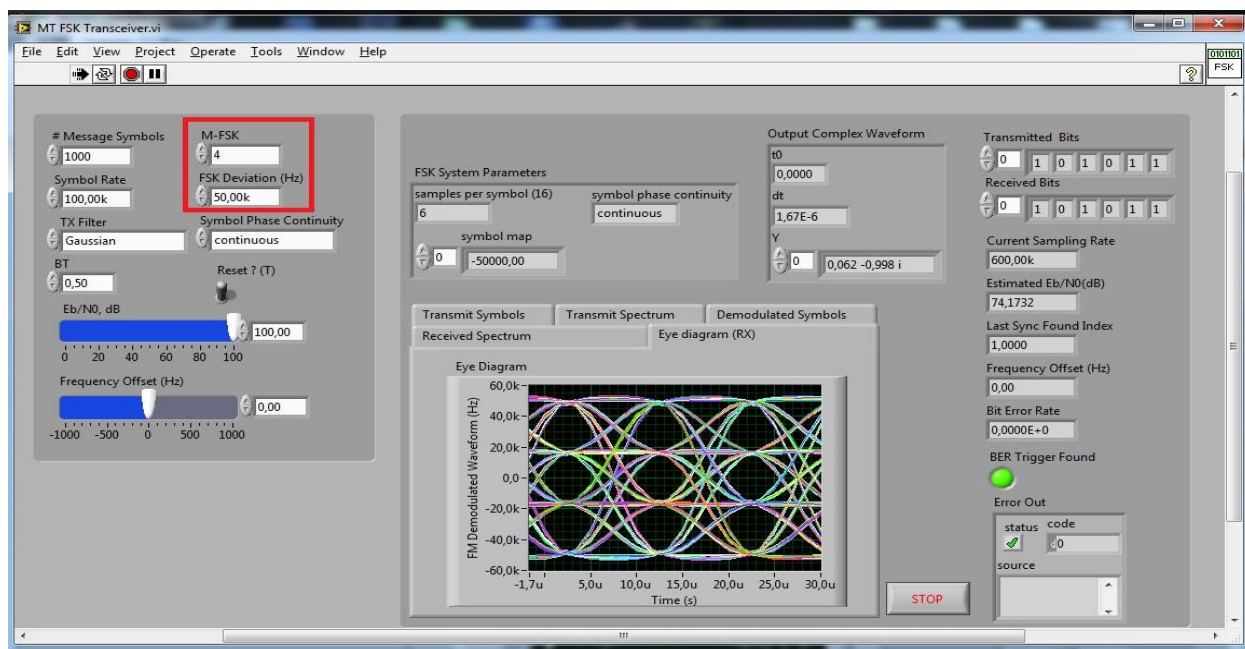 MT FSK Transceiver.vi
File Edit View Project Operate Tools Window Help
0101101
FSK
# Message Symbols
1000
M-FSK
4
Symbol Rate
100,00k
FSK Deviation (Hz)
50,00k
TX Filter
Gaussian
Symbol Phase Continuity
continuous
BT
0,50
Reset ? (T)
Eb/N0, dB
100,00
0 20 40 60 80 100
Frequency Offset (Hz)
0,00
-1000 -500 0 500 1000
FSK System Parameters
samples per symbol (16)
6
symbol phase continuity
continuous
symbol map
0 -50000,00
Output Complex Waveform
t0
0,0000
dt
1,67E-6
Y
0 0,062 -0,998 i
Transmit Symbols Transmit Spectrum Demodulated Symbols
Received Spectrum Eye diagram (RX)
Eye Diagram
FM Demodulated Waveform (Hz)
60,0k
40,0k
20,0k
0,0
-20,0k
-40,0k
-60,0k
-1,7u 5,0u 10,0u 15,0u 20,0u 25,0u 30,0u
Time (s)
STOP
Transmitted Bits
0 1 0 1 0 1 1
Received Bits
0 1 0 1 0 1 1
Current Sampling Rate
600,00k
Estimated Eb/N0(dB)
74,1732
Last Sync Found Index
1,0000
Frequency Offset (Hz)
0,00
Bit Error Rate
0,0000E+0
BER Trigger Found
Error Out
status code
0
source